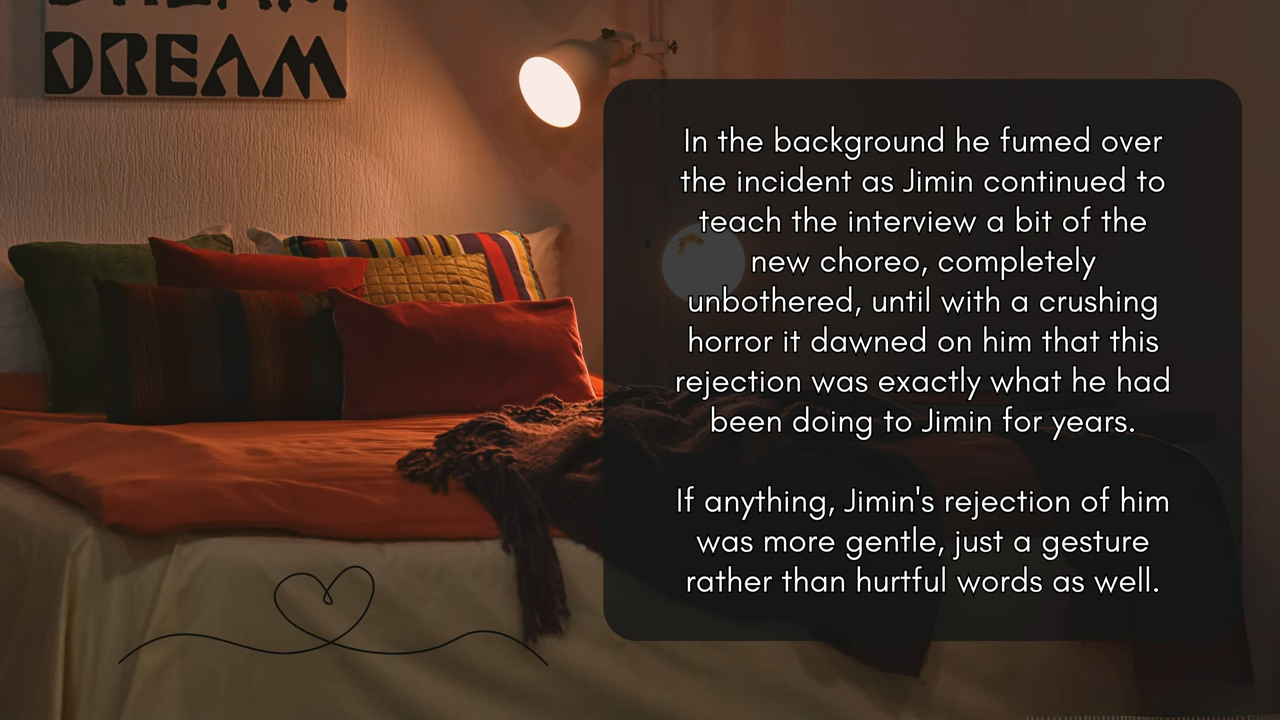 DREAM
DREAM
In the background he fumed over
the incident as Jimin continued to
teach the interview a bit of the
new choreo, completely
unbothered, until with a crushing
horror it dawned on him that this
rejection was exactly what he had
been doing to Jimin for years.
If anything, Jimin's rejection of him
was more gentle, just a gesture
rather than hurtful words as well.